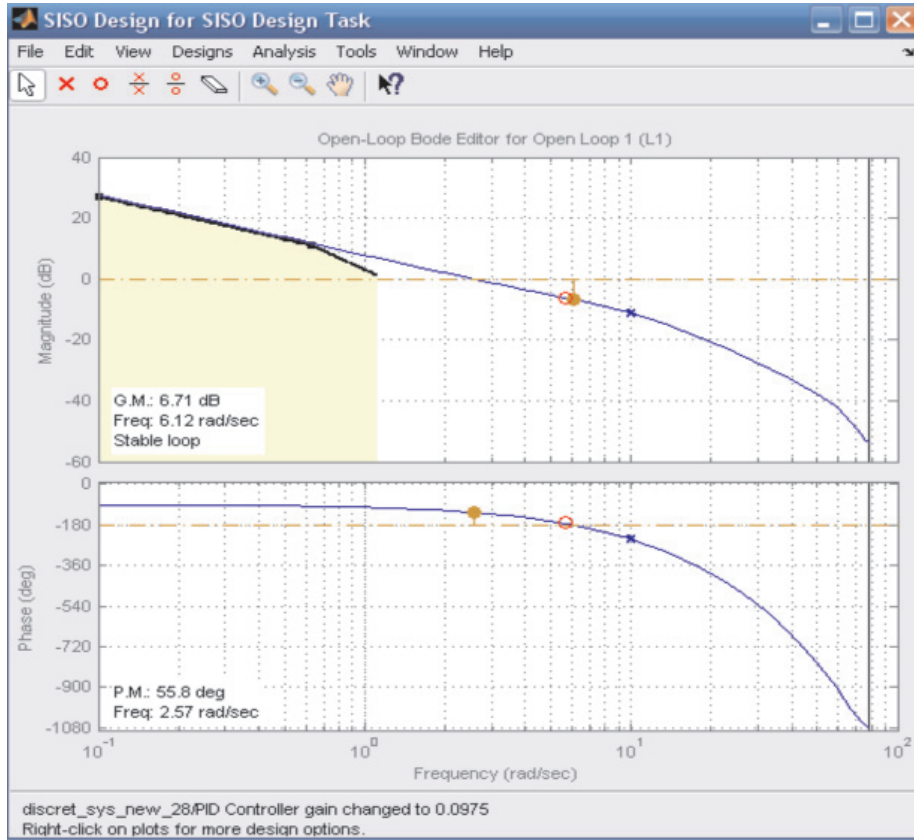 SISO Design for SISO Design Task
File Edit View Designs Analysis Tools Window Help
Open-Loop Bode Editor for Open Loop 1 (L1)
40
20
0
-20
-40
-60
Magnitude (dB)
G.M.: 6.71 dB
Freq: 6.12 rad/sec
Stable loop
0
-180
-360
-540
-720
-900
-1080
Phase (deg)
P.M.: 55.8 deg
Freq: 2.57 rad/sec
10⁻¹ 10⁰ 10¹ 10²
Frequency (rad/sec)
discret_sys_new_28/PID Controller gain changed to 0.0975
Right-click on plots for more design options.